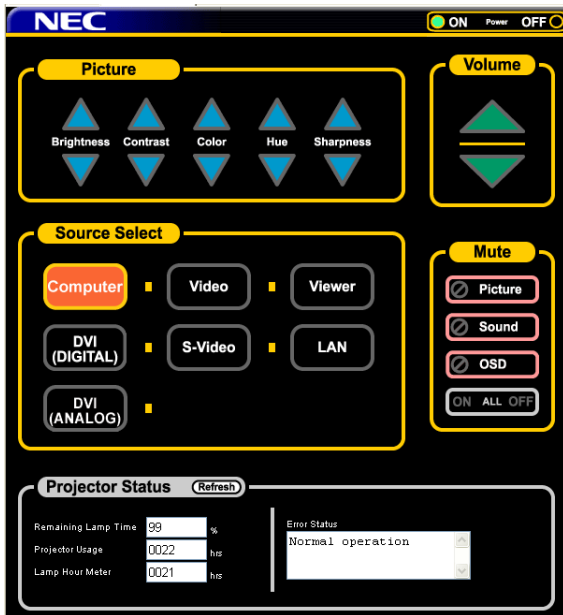 NEC
ON Power OFF
Picture
Brightness Contrast Color Hue Sharpness
Volume
Source Select
Computer Video Viewer
DVI
(DIGITAL)
S-Video LAN
DVI
(ANALOG)
Mute
Picture
Sound
OSD
ON ALL OFF
Projector Status Refresh
Remaining Lamp Time 99 %
Projector Usage 0022 hrs
Lamp Hour Meter 0021 hrs
Error Status
Normal operation